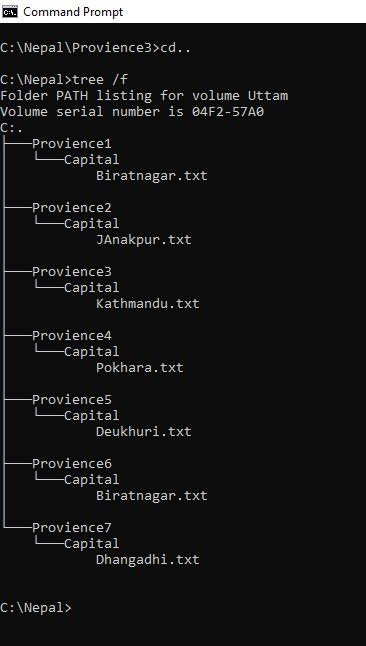 Command Prompt
C:\Nepal\Provience3>cd..
C:\Nepal>tree /f
Folder PATH listing for volume Uttam
Volume serial number is 04F2-57A0
C:.
├───Provience1
│   └───Capital
│           Biratnagar.txt
│
├───Provience2
│   └───Capital
│           JAnakpur.txt
│
├───Provience3
│   └───Capital
│           Kathmandu.txt
│
├───Provience4
│   └───Capital
│           Pokhara.txt
│
├───Provience5
│   └───Capital
│           Deukhuri.txt
│
├───Provience6
│   └───Capital
│           Biratnagar.txt
│
└───Provience7
    └───Capital
            Dhangadhi.txt
C:\Nepal>